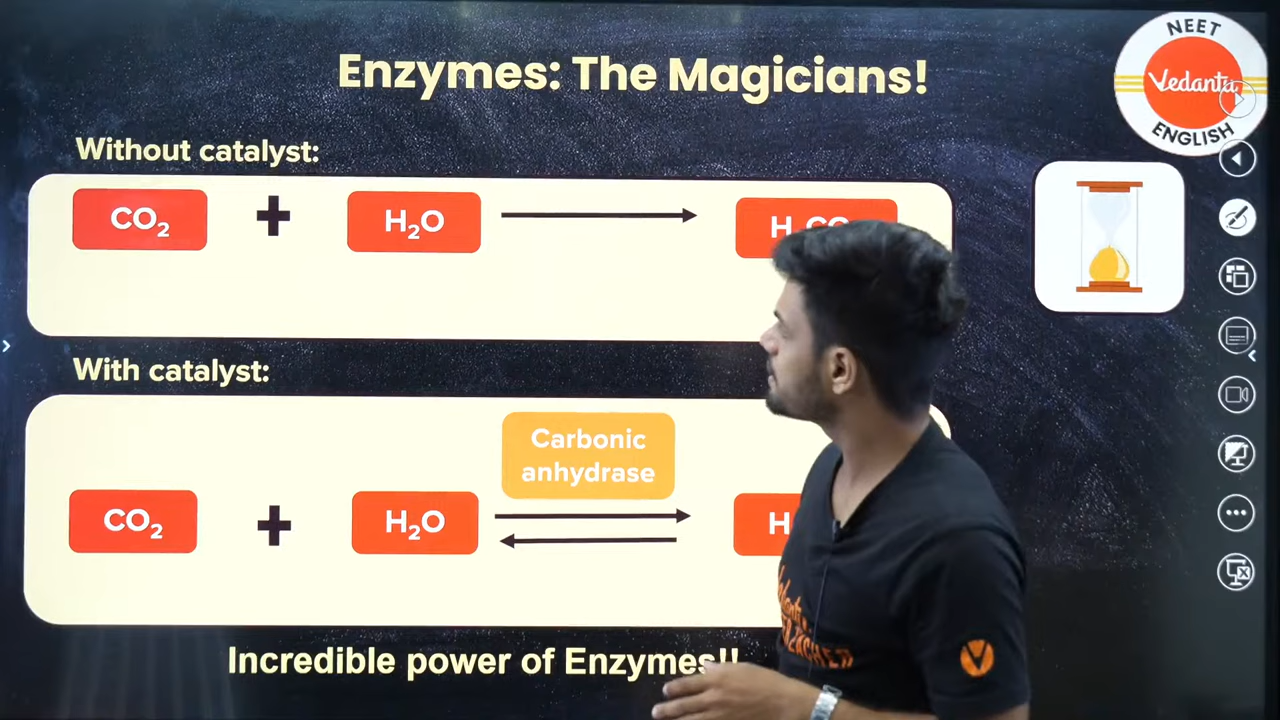 Enzymes: The Magicians!
NEET
Vedantu
ENGLISH
Without catalyst:
CO₂ + H₂O
With catalyst:
Carbonic
anhydrase
CO₂ + H₂O
Incredible power of Enzymes!!